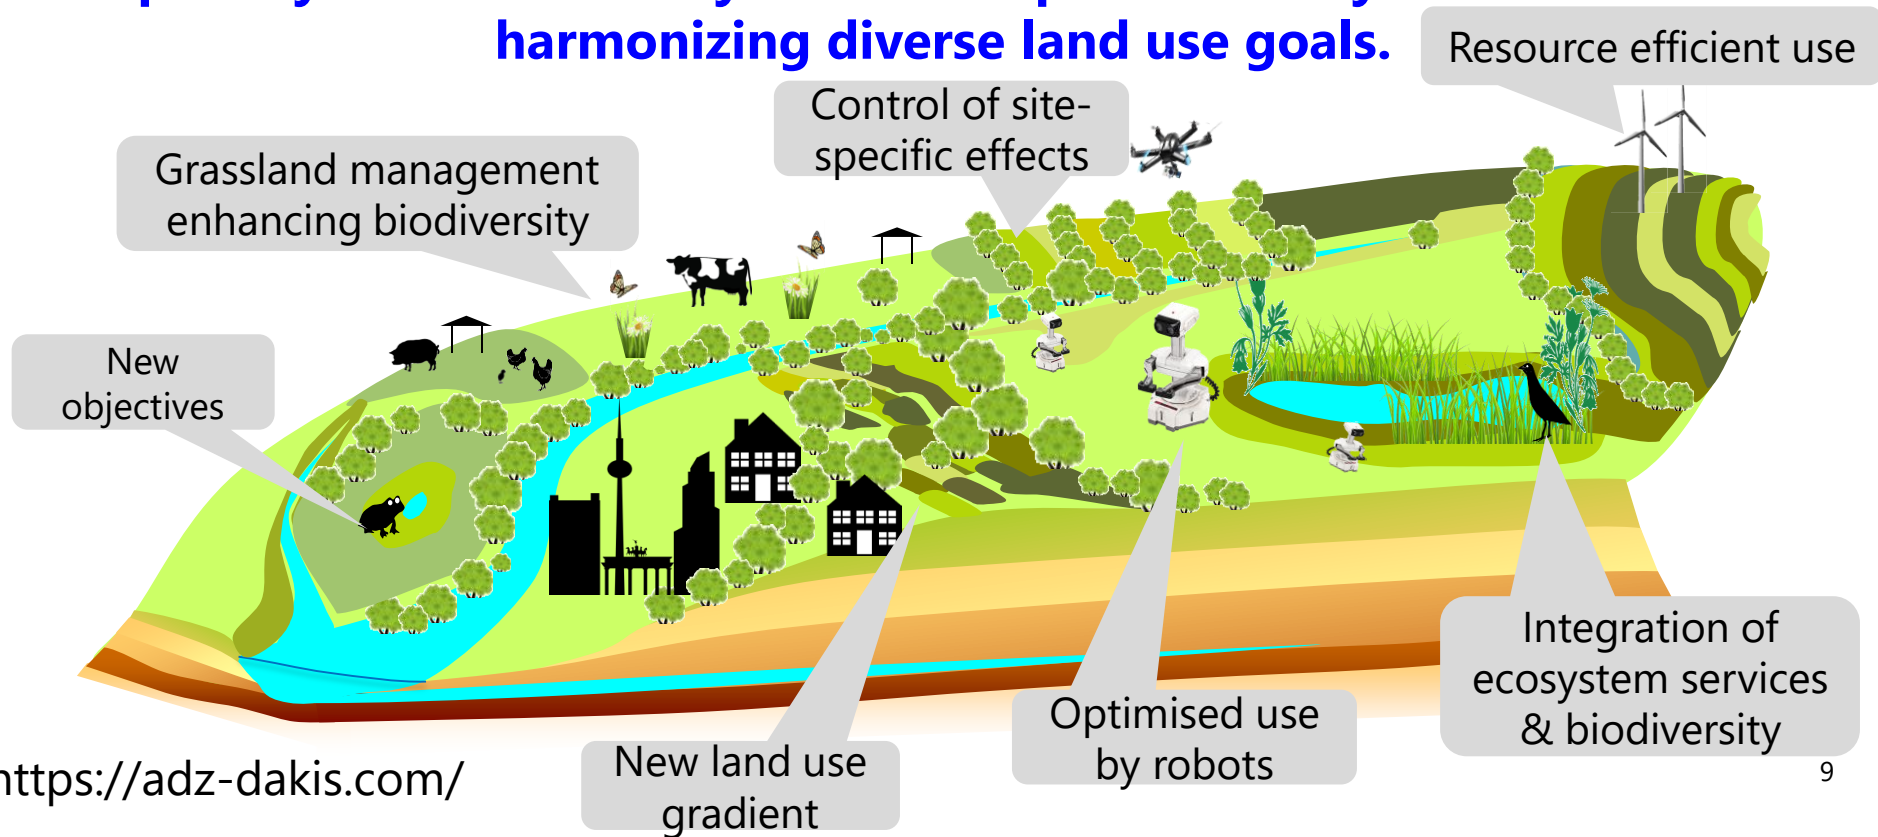 harmonizing diverse land use goals.
Resource efficient use
Control of site-
specific effects
Grassland management
enhancing biodiversity
New
objectives
Integration of
ecosystem services
& biodiversity
Optimised use
by robots
New land use
gradient
https://adz-dakis.com/
9